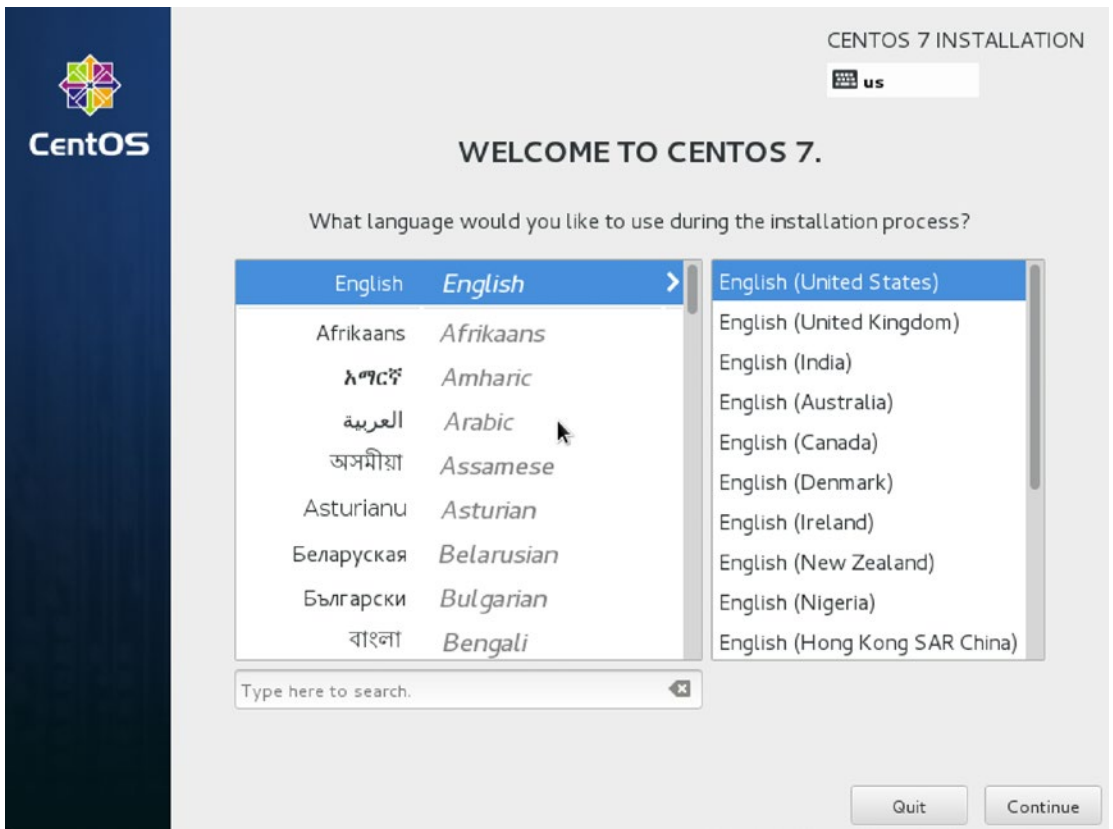 CentOS
CENTOS 7 INSTALLATION
us
WELCOME TO CENTOS 7.
What language would you like to use during the installation process?
English English
Afrikaans Afrikaans
አማርኛ Amharic
العربية Arabic
অসমীয়া Assamese
Asturianu Asturian
Беларуская Belarusian
Български Bulgarian
বাংলা Bengali
English (United States)
English (United Kingdom)
English (India)
English (Australia)
English (Canada)
English (Denmark)
English (Ireland)
English (New Zealand)
English (Nigeria)
English (Hong Kong SAR China)
Type here to search.
Quit Continue